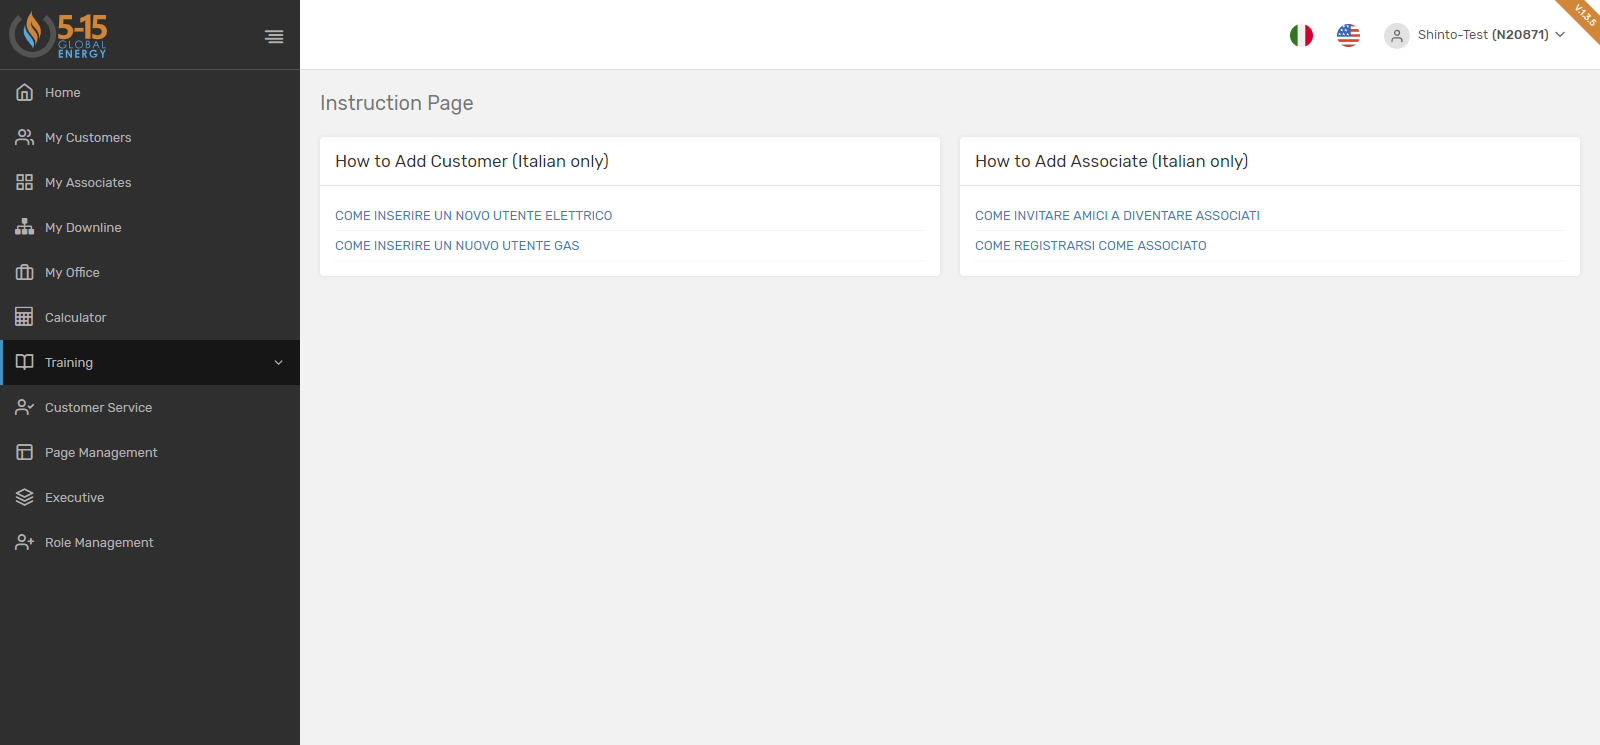 5-15
GLOBAL
ENERGY
Shinto-Test (N20871)
V.1.3.5
Home
My Customers
My Associates
My Downline
My Office
Calculator
Training
Customer Service
Page Management
Executive
Role Management
Instruction Page
How to Add Customer (Italian only)
COME INSERIRE UN NOVO UTENTE ELETTRICO
COME INSERIRE UN NUOVO UTENTE GAS
How to Add Associate (Italian only)
COME INVITARE AMICI A DIVENTARE ASSOCIATI
COME REGISTRARSI COME ASSOCIATO